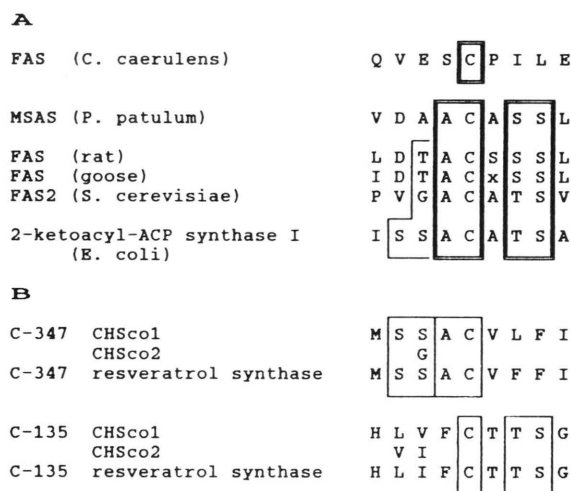 A
FAS (C. caerulens) Q V E S C P I L E
MSAS (P. patulum) V D A A C A S S L
FAS (rat) L D T A C S S S L
FAS (goose) I D T A C x S S L
FAS2 (S. cerevisiae) P V G A C A T S V
2-ketoacyl-ACP synthase I I S S A C A T S A
(E. coli)
B
C-347 CHSco1 M S S A C V L F I
CHSco2 G
C-347 resveratrol synthase M S S A C V F F I
C-135 CHSco1 H L V F C T T S G
CHSco2 V I
C-135 resveratrol synthase H L I F C T T S G